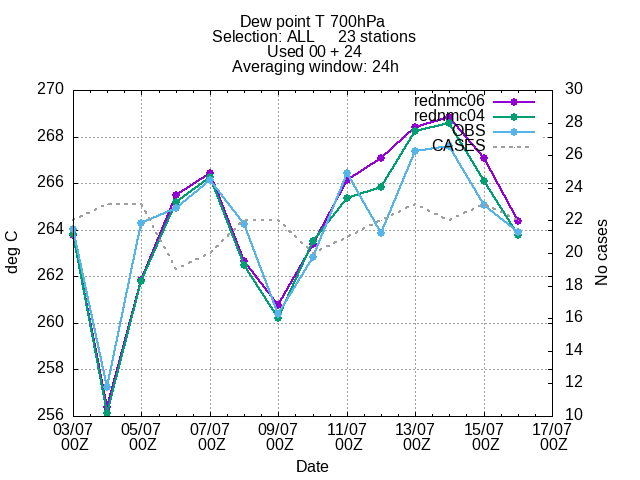 Dew point T 700hPa
Selection: ALL 23 stations
Used 00 + 24
Averaging window: 24h
270
268
266
264
262
260
258
256
deg C
30
28
26
24
22
20
18
16
14
12
10
No cases
rednmc06
rednmc04
OBS
CASES
03/07 05/07 07/07 09/07 11/07 13/07 15/07 17/07
00Z 00Z 00Z 00Z 00Z 00Z 00Z 00Z
Date